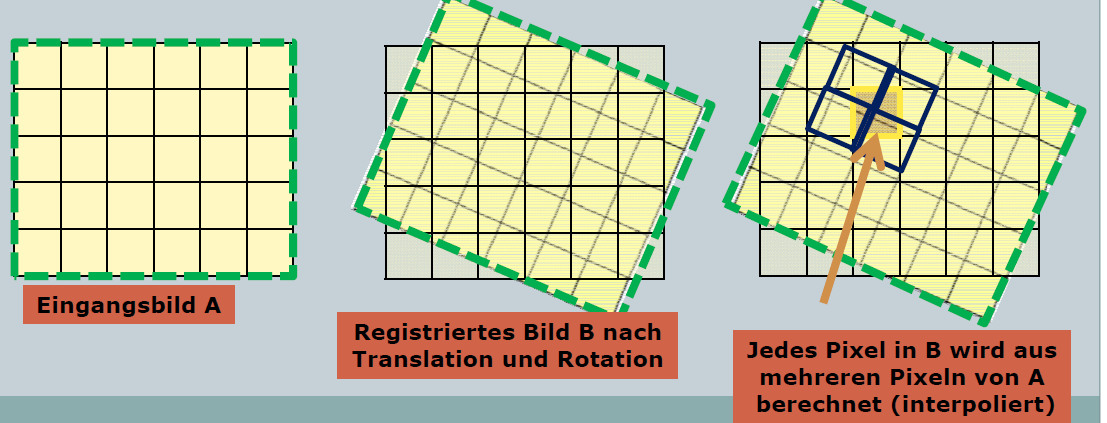 Eingangsbild A
Registriertes Bild B nach
Translation und Rotation
Jedes Pixel in B wird aus
mehreren Pixeln von A
berechnet (interpoliert)